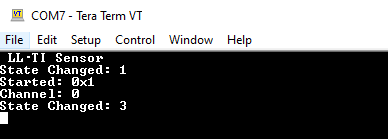 COM7 - Tera Term VT
File Edit Setup Control Window Help
LL-TI Sensor
State Changed: 1
Started: 0x1
Channel: 0
State Changed: 3